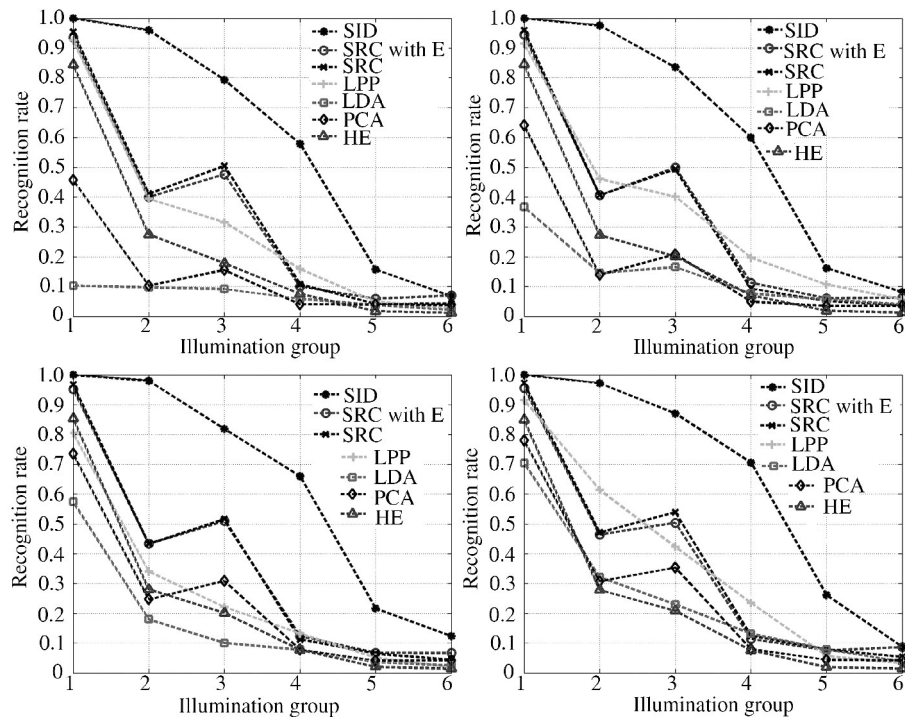 1.0
0.9
0.8
0.7
0.6
0.5
0.4
0.3
0.2
0.1
0
Recognition rate
SID
SRC with E
SRC
LPP
LDA
PCA
HE
1 2 3 4 5 6
Illumination group
1.0
0.9
0.8
0.7
0.6
0.5
0.4
0.3
0.2
0.1
0
Recognition rate
SID
SRC with E
SRC
LPP
LDA
PCA
HE
1 2 3 4 5 6
Illumination group
1.0
0.9
0.8
0.7
0.6
0.5
0.4
0.3
0.2
0.1
0
Recognition rate
SID
SRC with E
SRC
LPP
LDA
PCA
HE
1 2 3 4 5 6
Illumination group
1.0
0.9
0.8
0.7
0.6
0.5
0.4
0.3
0.2
0.1
0
Recognition rate
SID
SRC with E
SRC
LPP
LDA
PCA
HE
1 2 3 4 5 6
Illumination group